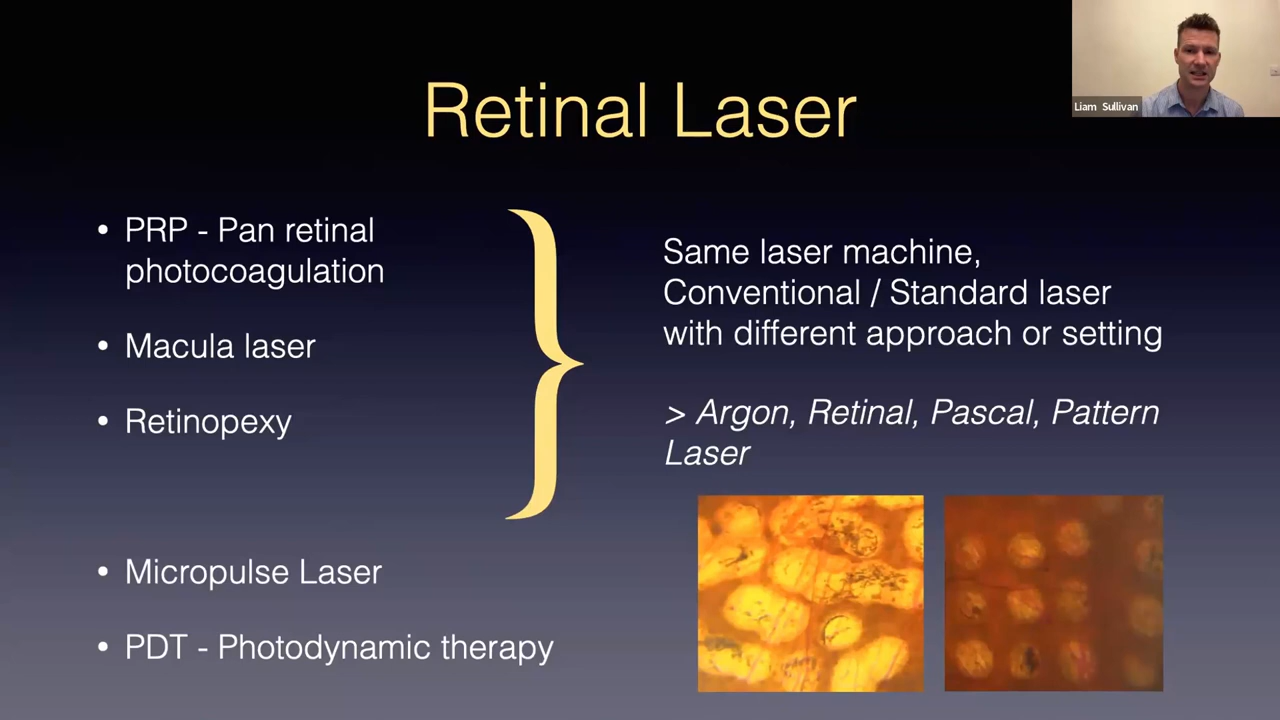 Retinal Laser
Liam Sullivan
• PRP - Pan retinal
photocoagulation
• Macula laser
• Retinopexy
• Micropulse Laser
• PDT - Photodynamic therapy
Same laser machine,
Conventional / Standard laser
with different approach or setting
> Argon, Retinal, Pascal, Pattern
Laser